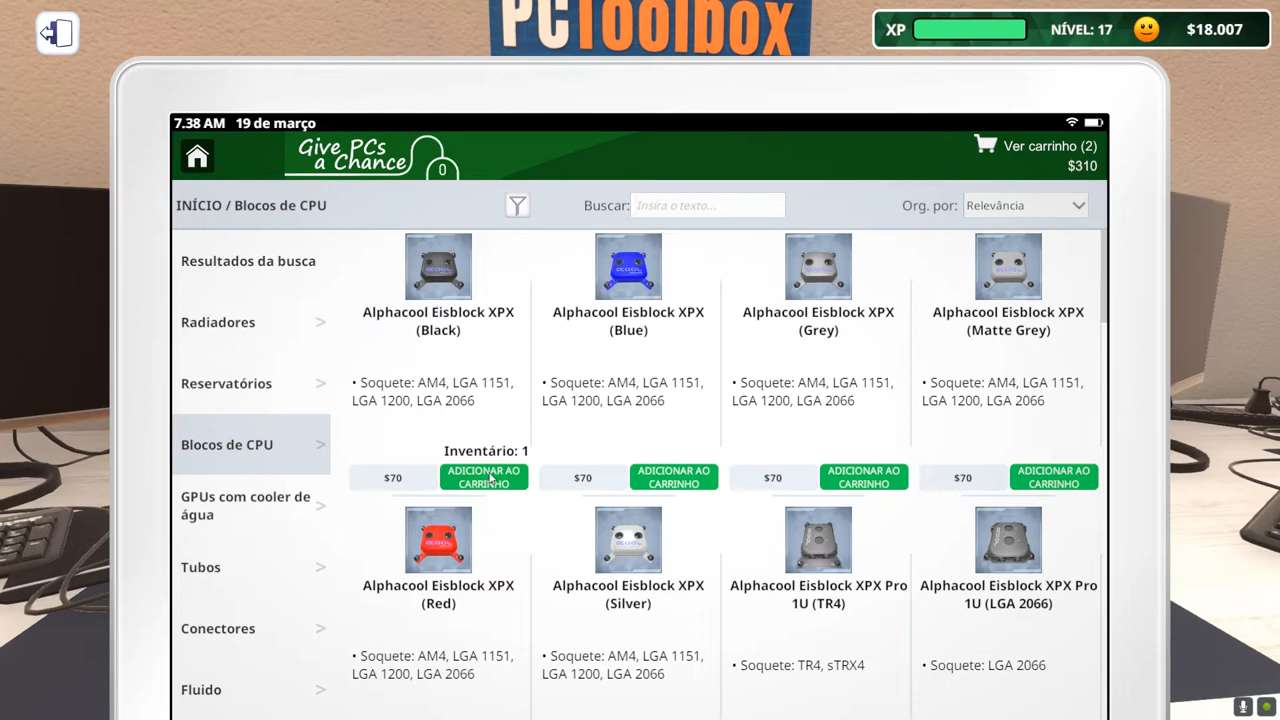 PCToolbox
XP
NÍVEL: 17
$18.007
7.38 AM 19 de março
Give PCs
a Chance
0
Ver carrinho (2)
$310
INÍCIO / Blocos de CPU
Buscar:
Insira o texto...
Org. por:
Relevância
Resultados da busca
Radiadores >
Reservatórios >
Blocos de CPU >
GPUs com cooler de
água >
Tubos >
Conectores >
Fluido >
Alphacool Eisblock XPX
(Black)
• Soquete: AM4, LGA 1151,
LGA 1200, LGA 2066
Inventário: 1
$70
ADICIONAR AO
CARRINHO
Alphacool Eisblock XPX
(Blue)
• Soquete: AM4, LGA 1151,
LGA 1200, LGA 2066
$70
ADICIONAR AO
CARRINHO
Alphacool Eisblock XPX
(Grey)
• Soquete: AM4, LGA 1151,
LGA 1200, LGA 2066
$70
ADICIONAR AO
CARRINHO
Alphacool Eisblock XPX
(Matte Grey)
• Soquete: AM4, LGA 1151,
LGA 1200, LGA 2066
$70
ADICIONAR AO
CARRINHO
Alphacool Eisblock XPX
(Red)
• Soquete: AM4, LGA 1151,
LGA 1200, LGA 2066
Alphacool Eisblock XPX
(Silver)
• Soquete: AM4, LGA 1151,
LGA 1200, LGA 2066
Alphacool Eisblock XPX Pro
1U (TR4)
• Soquete: TR4, sTRX4
Alphacool Eisblock XPX Pro
1U (LGA 2066)
• Soquete: LGA 2066